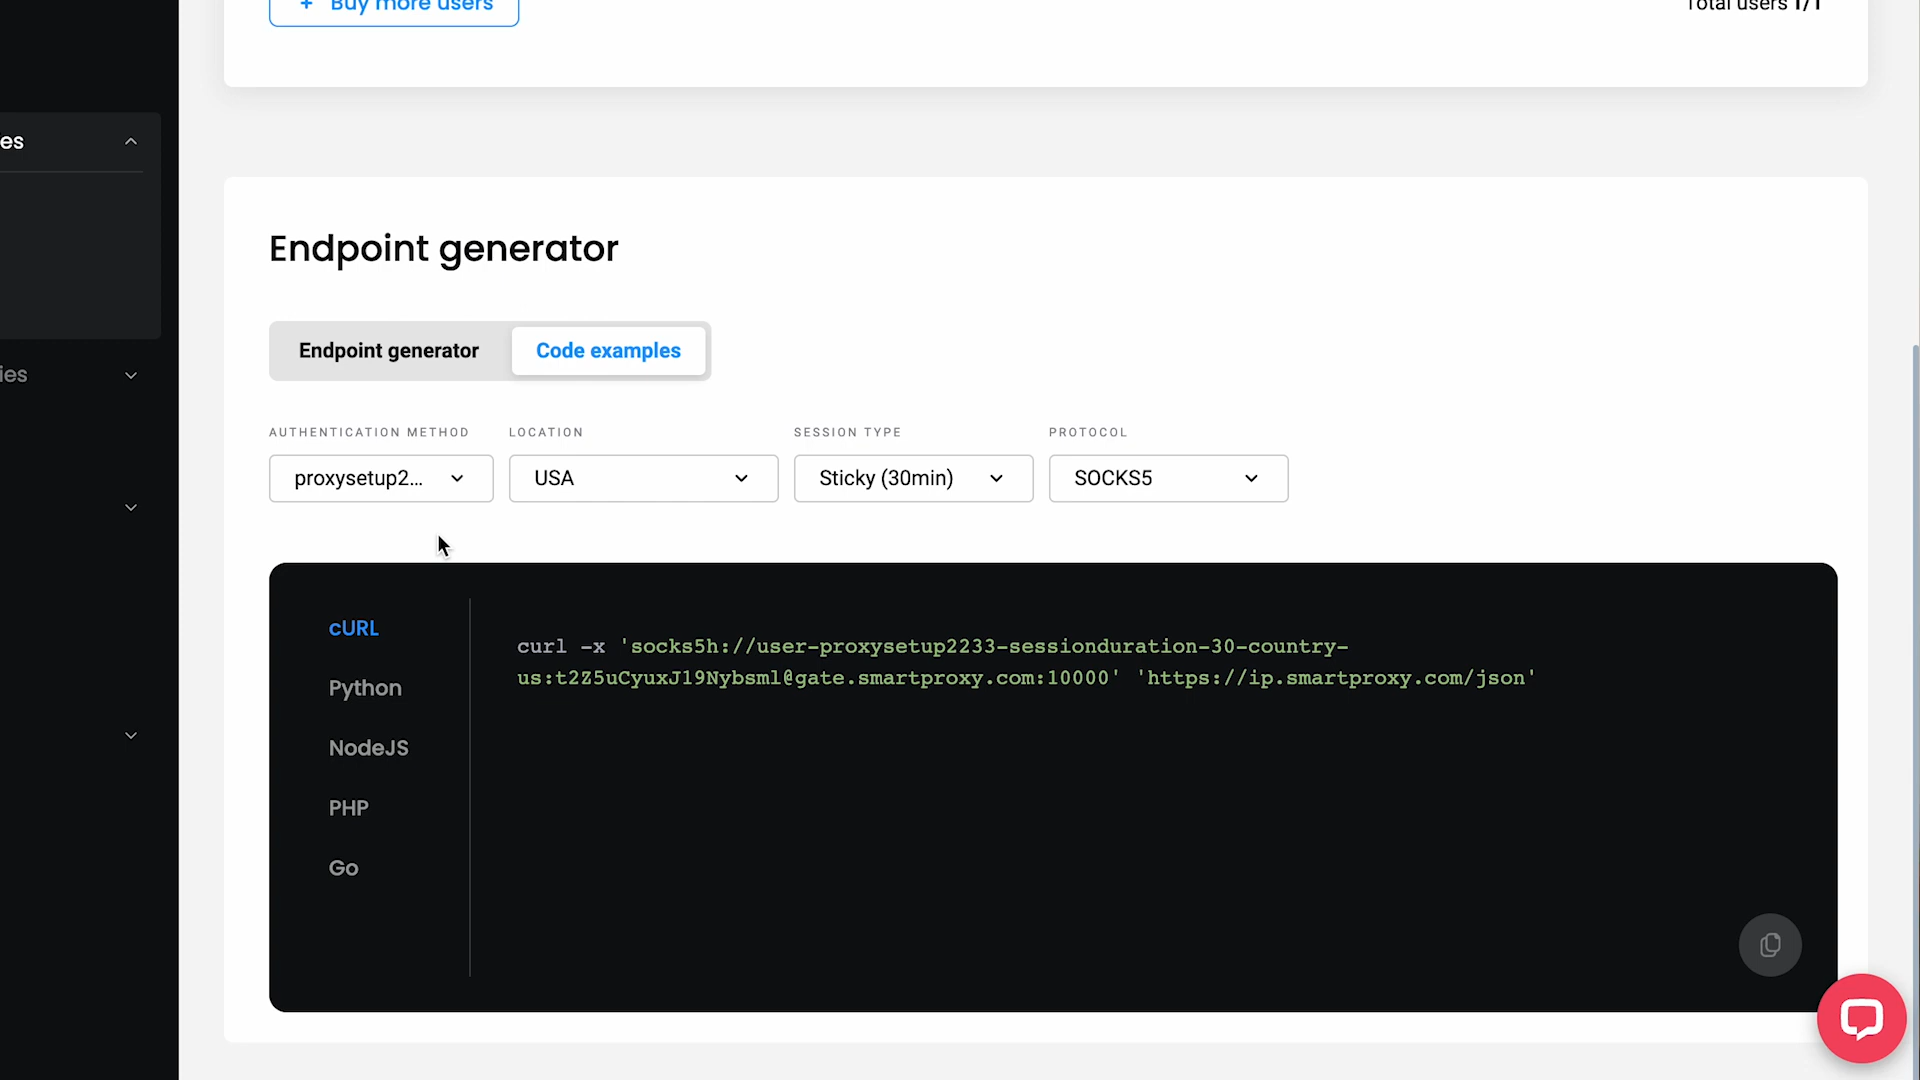 + Buy more users
Total users 1/1
es
ies
Endpoint generator
Endpoint generator
Code examples
AUTHENTICATION METHOD
LOCATION
SESSION TYPE
PROTOCOL
proxysetup2...
USA
Sticky (30min)
SOCKS5
cURL
Python
NodeJS
PHP
Go
curl -x 'socks5h://user-proxysetup2233-sessionduration-30-country-
us:t2Z5uCyuxJ19Nybsml@gate.smartproxy.com:10000' 'https://ip.smartproxy.com/json'